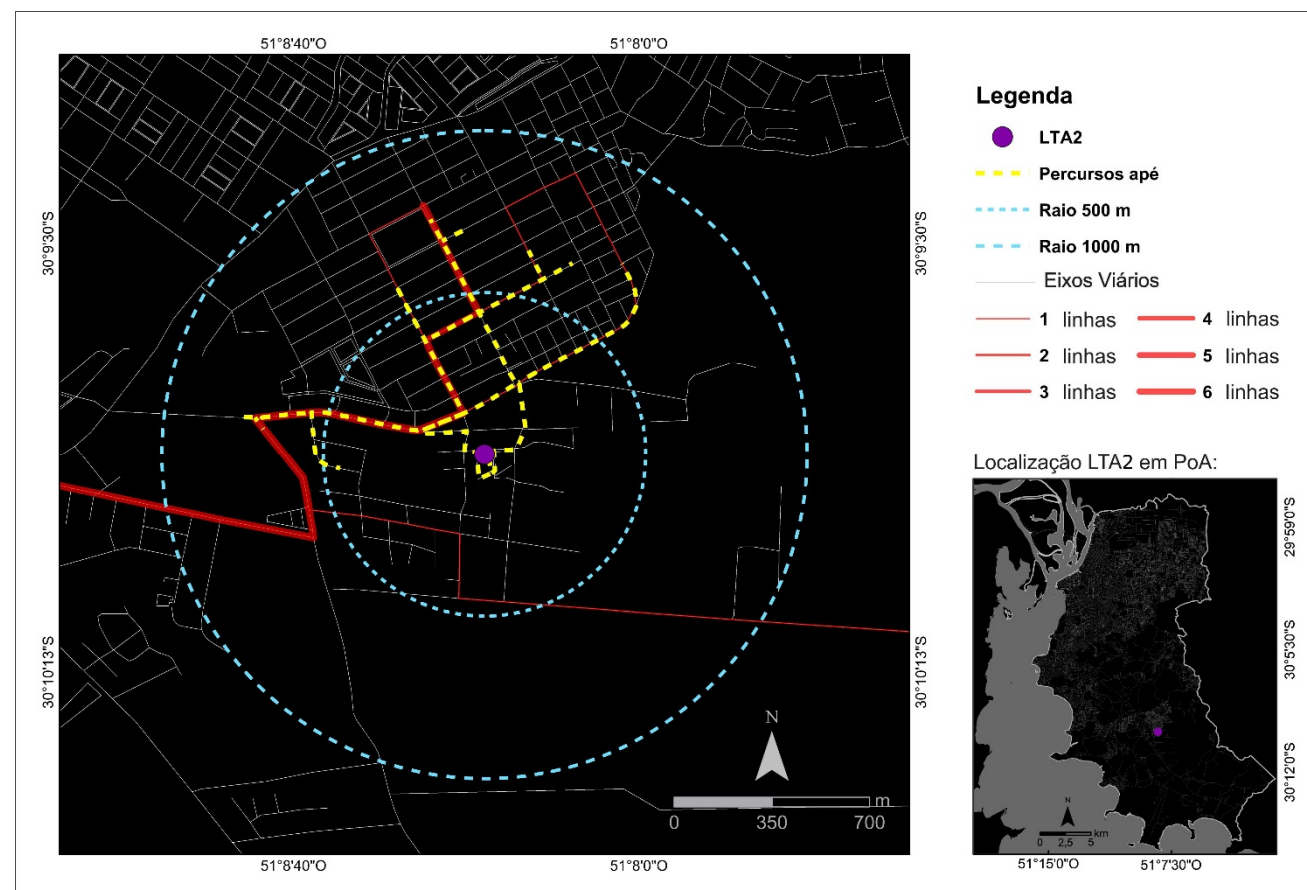 51°8'40"O
51°8'0"O
30°9'30"S
30°9'30"S
30°10'13"S
30°10'13"S
N
m
0
350
700
51°8'40"O
51°8'0"O
Legenda
LTA2
Percursos apé
Raio 500 m
Raio 1000 m
Eixos Viários
1 linhas
4 linhas
2 linhas
5 linhas
3 linhas
6 linhas
Localização LTA2 em PoA:
29°59'0"S
30°5'30"S
30°12'0"S
N
km
0 2,5 5
51°15'0"O
51°7'30"O